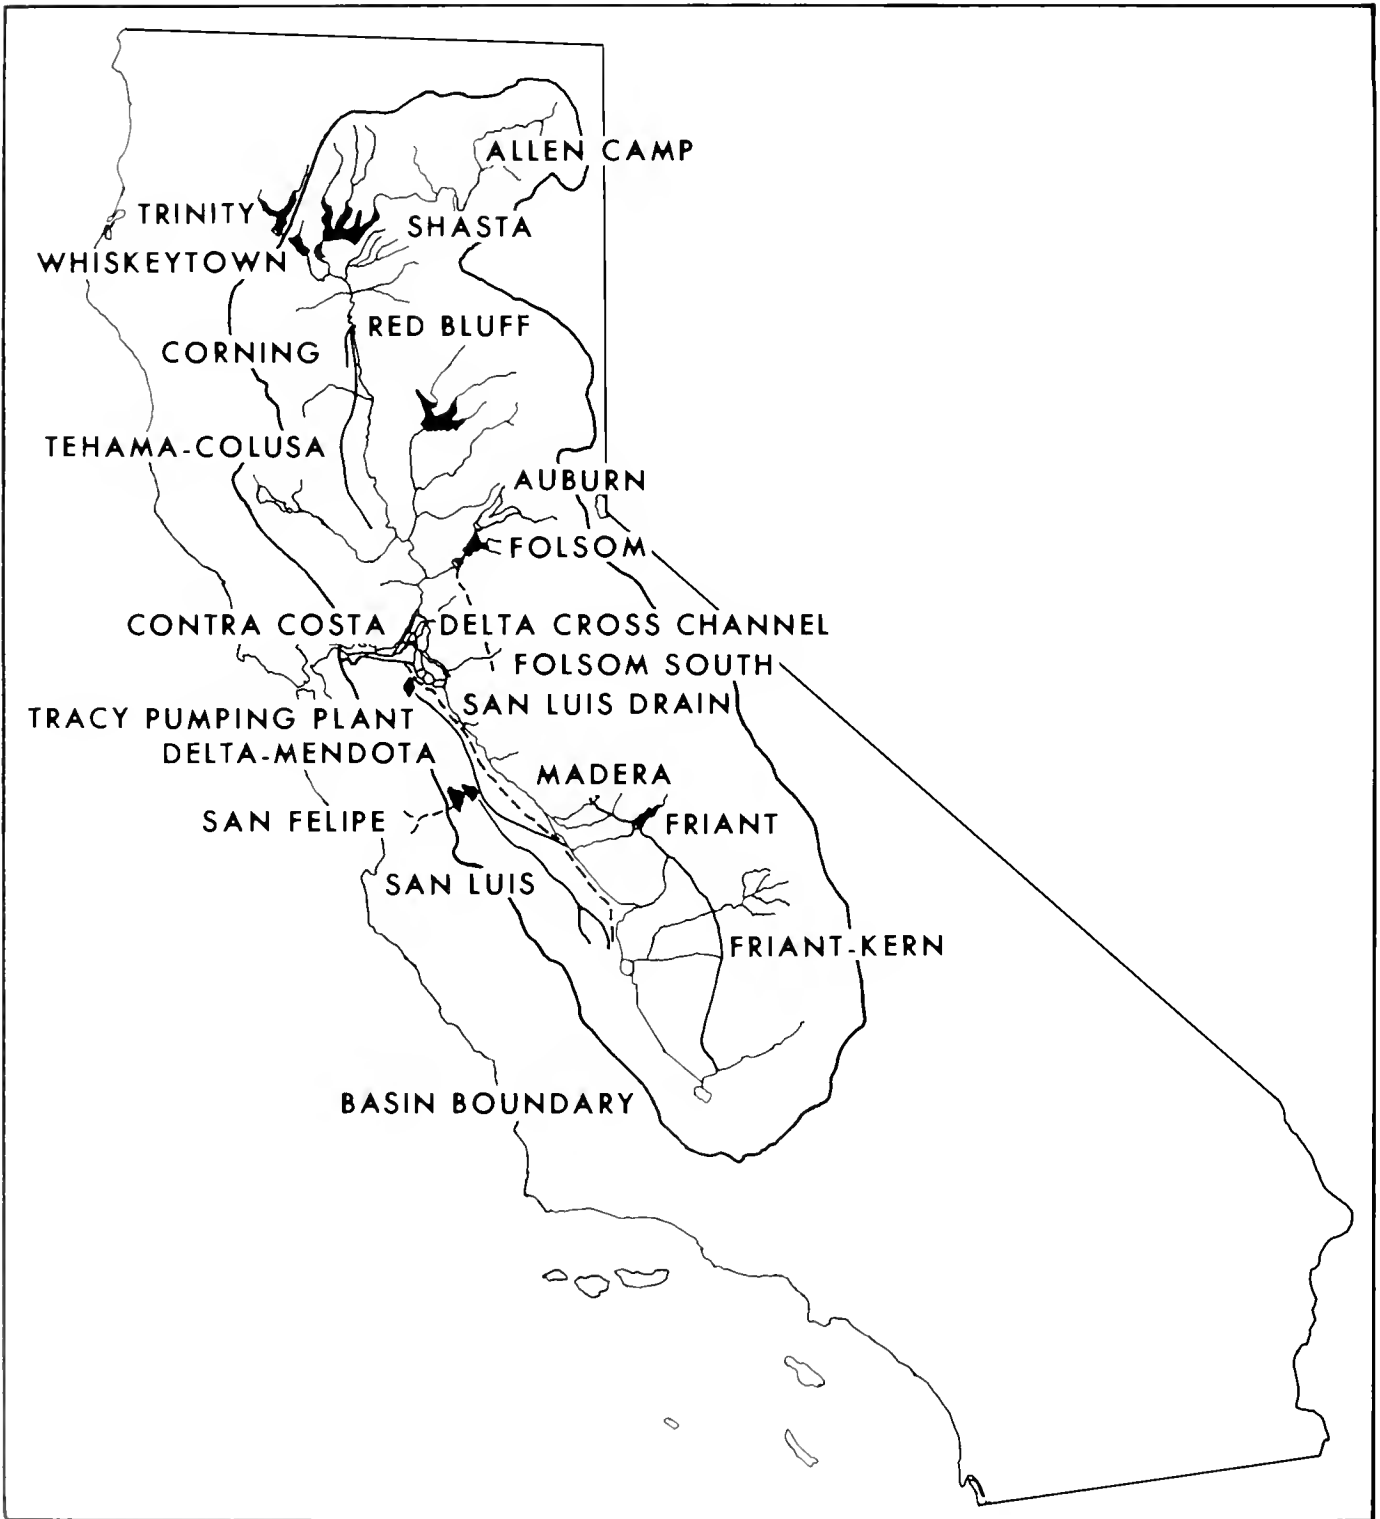 ALLEN CAMP
TRINITY
SHASTA
WHISKEYTOWN
RED BLUFF
CORNING
TEHAMA-COLUSA
AUBURN
FOLSOM
CONTRA COSTA
DELTA CROSS CHANNEL
FOLSOM SOUTH
SAN LUIS DRAIN
TRACY PUMPING PLANT
DELTA-MENDOTA
MADERA
SAN FELIPE
FRIANT
SAN LUIS
FRIANT-KERN
BASIN BOUNDARY